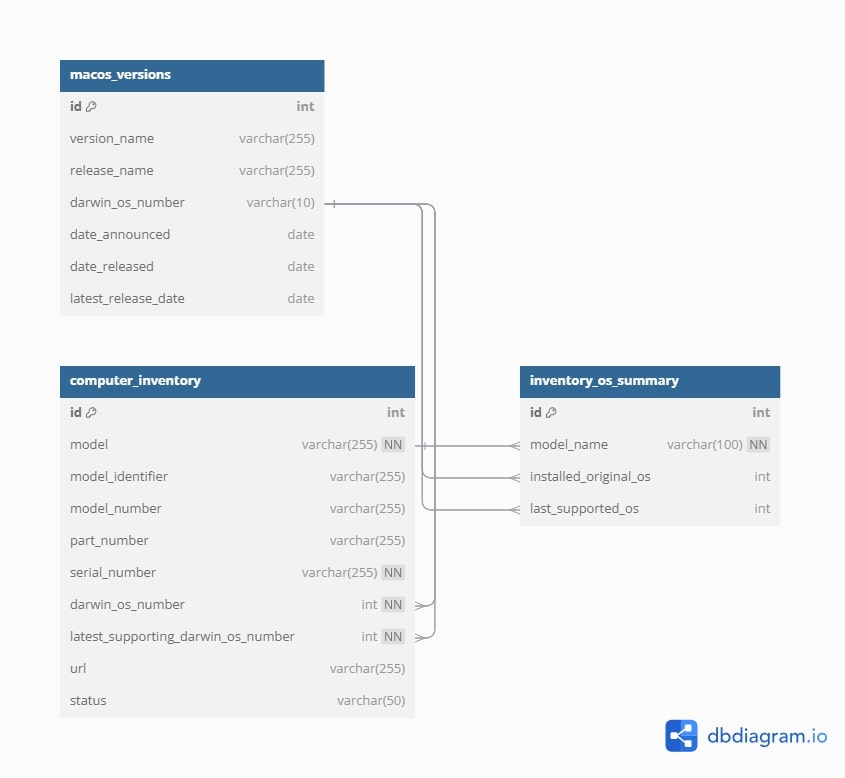 macos_versions
id int
version_name varchar(255)
release_name varchar(255)
darwin_os_number varchar(10)
date_announced date
date_released date
latest_release_date date
computer_inventory
id int
model varchar(255) NN
model_identifier varchar(255)
model_number varchar(255)
part_number varchar(255)
serial_number varchar(255) NN
darwin_os_number int NN
latest_supporting_darwin_os_number int NN
url varchar(255)
status varchar(50)
inventory_os_summary
id int
model_name varchar(100) NN
installed_original_os int
last_supported_os int
dbdiagram.io